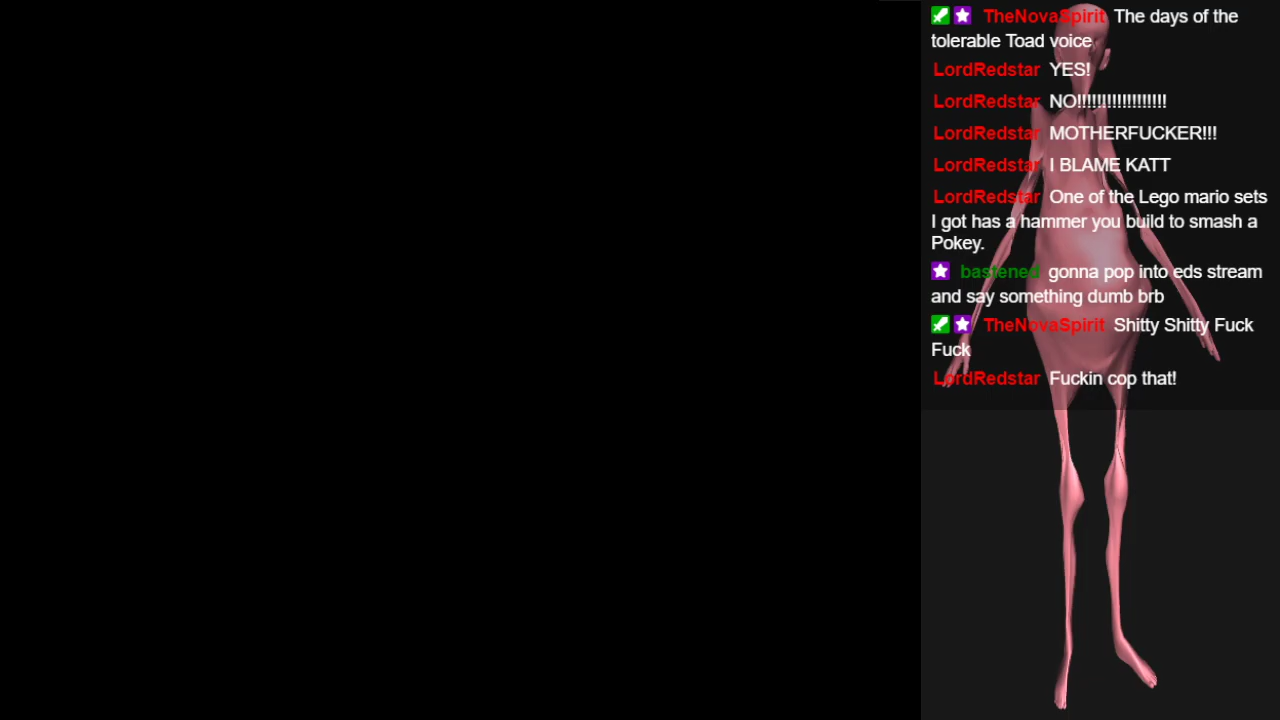 TheNovaSpirit The days of the
tolerable Toad voice
LordRedstar YES!
LordRedstar NO!!!!!!!!!!!!!!!!!
LordRedstar MOTHERFUCKER!!!
LordRedstar I BLAME KATT
LordRedstar One of the Lego mario sets
I got has a hammer you build to smash a
Pokey.
bastened gonna pop into eds stream
and say something dumb brb
TheNovaSpirit Shitty Shitty Fuck
Fuck
LordRedstar Fuckin cop that!